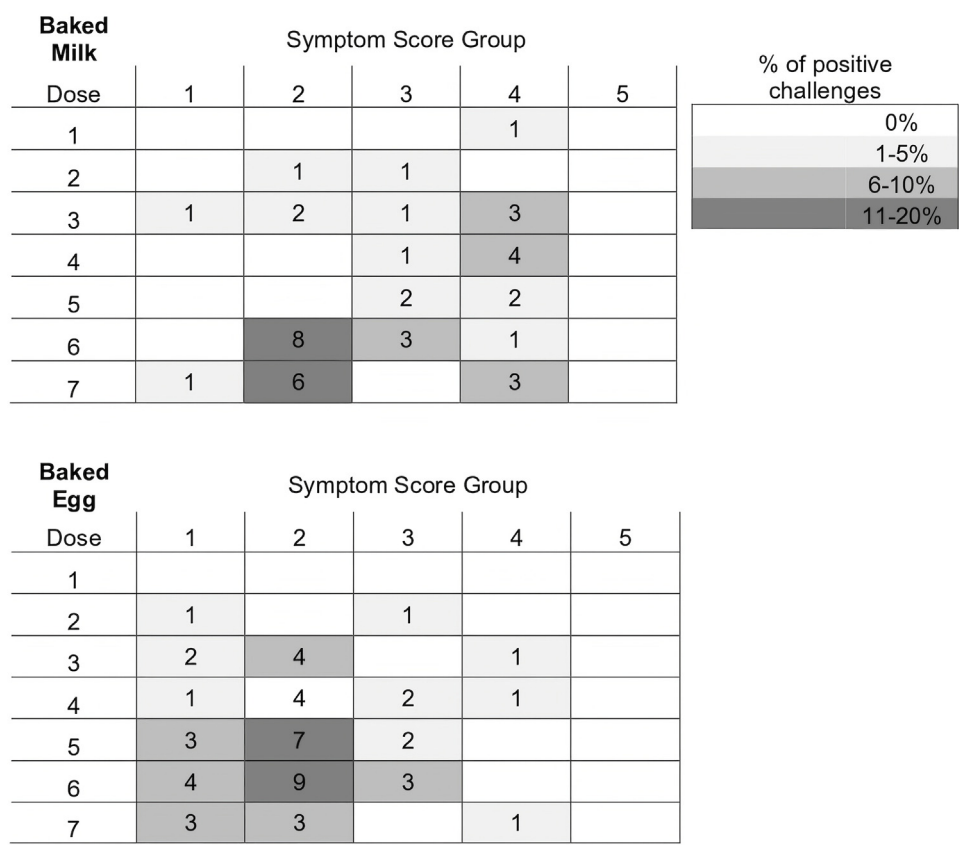 Baked
Milk
Symptom Score Group
Dose 1 2 3 4 5
1 1
2 1 1
3 1 2 1 3
4 1 4
5 2 2
6 8 3 1
7 1 6 3
% of positive
challenges
0%
1-5%
6-10%
11-20%
Baked
Egg
Symptom Score Group
Dose 1 2 3 4 5
1
2 1 1
3 2 4 1
4 1 4 2 1
5 3 7 2
6 4 9 3
7 3 3 1